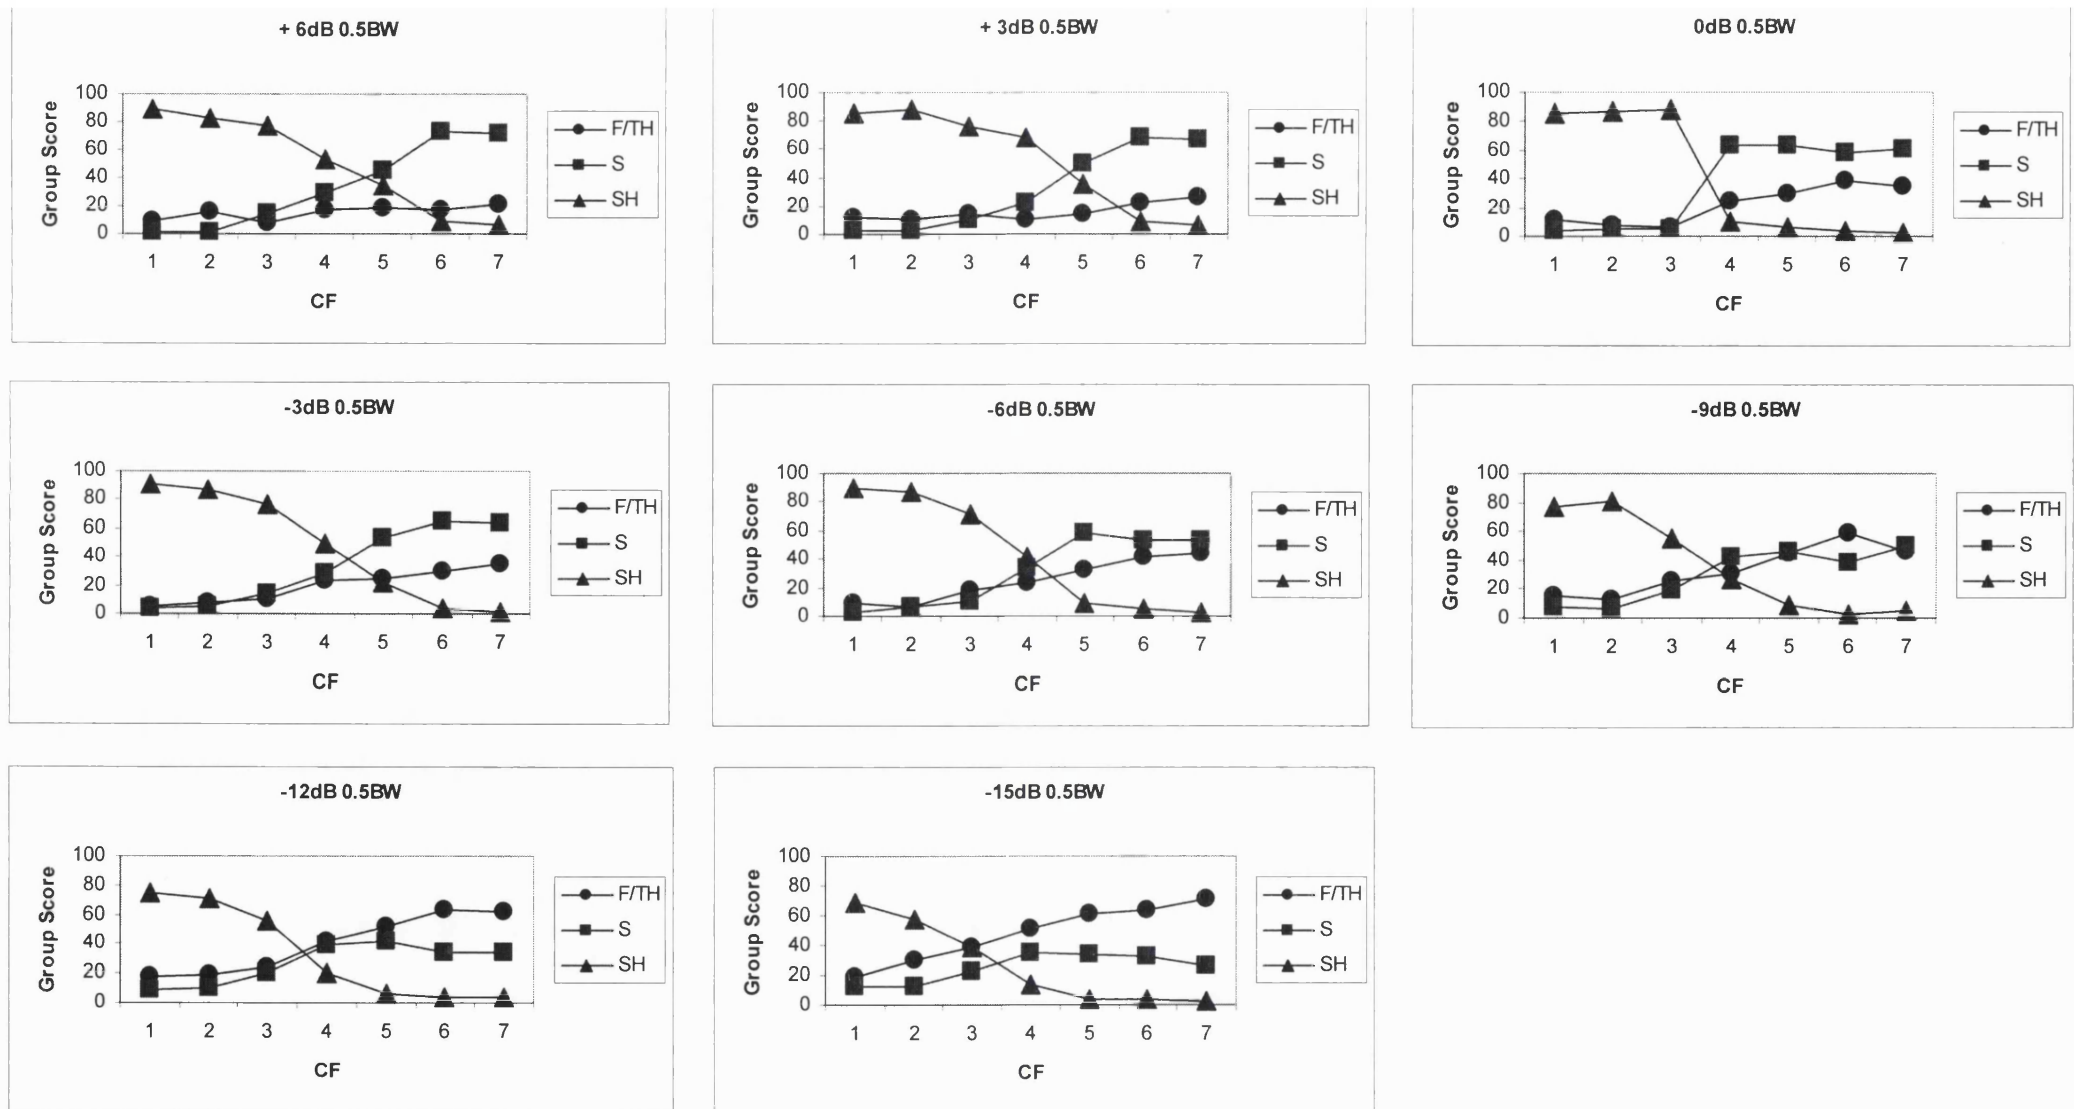 + 6dB 0.5BW
Group Score
100
80
60
40
20
0
1 2 3 4 5 6 7
CF
F/TH
S
SH
+ 3dB 0.5BW
Group Score
100
80
60
40
20
0
1 2 3 4 5 6 7
CF
F/TH
S
SH
0dB 0.5BW
Group Score
100
80
60
40
20
0
1 2 3 4 5 6 7
CF
F/TH
S
SH
-3dB 0.5BW
Group Score
100
80
60
40
20
0
1 2 3 4 5 6 7
CF
F/TH
S
SH
-6dB 0.5BW
Group Score
100
80
60
40
20
0
1 2 3 4 5 6 7
CF
F/TH
S
SH
-9dB 0.5BW
Group Score
100
80
60
40
20
0
1 2 3 4 5 6 7
CF
F/TH
S
SH
-12dB 0.5BW
Group Score
100
80
60
40
20
0
1 2 3 4 5 6 7
CF
F/TH
S
SH
-15dB 0.5BW
Group Score
100
80
60
40
20
0
1 2 3 4 5 6 7
CF
F/TH
S
SH